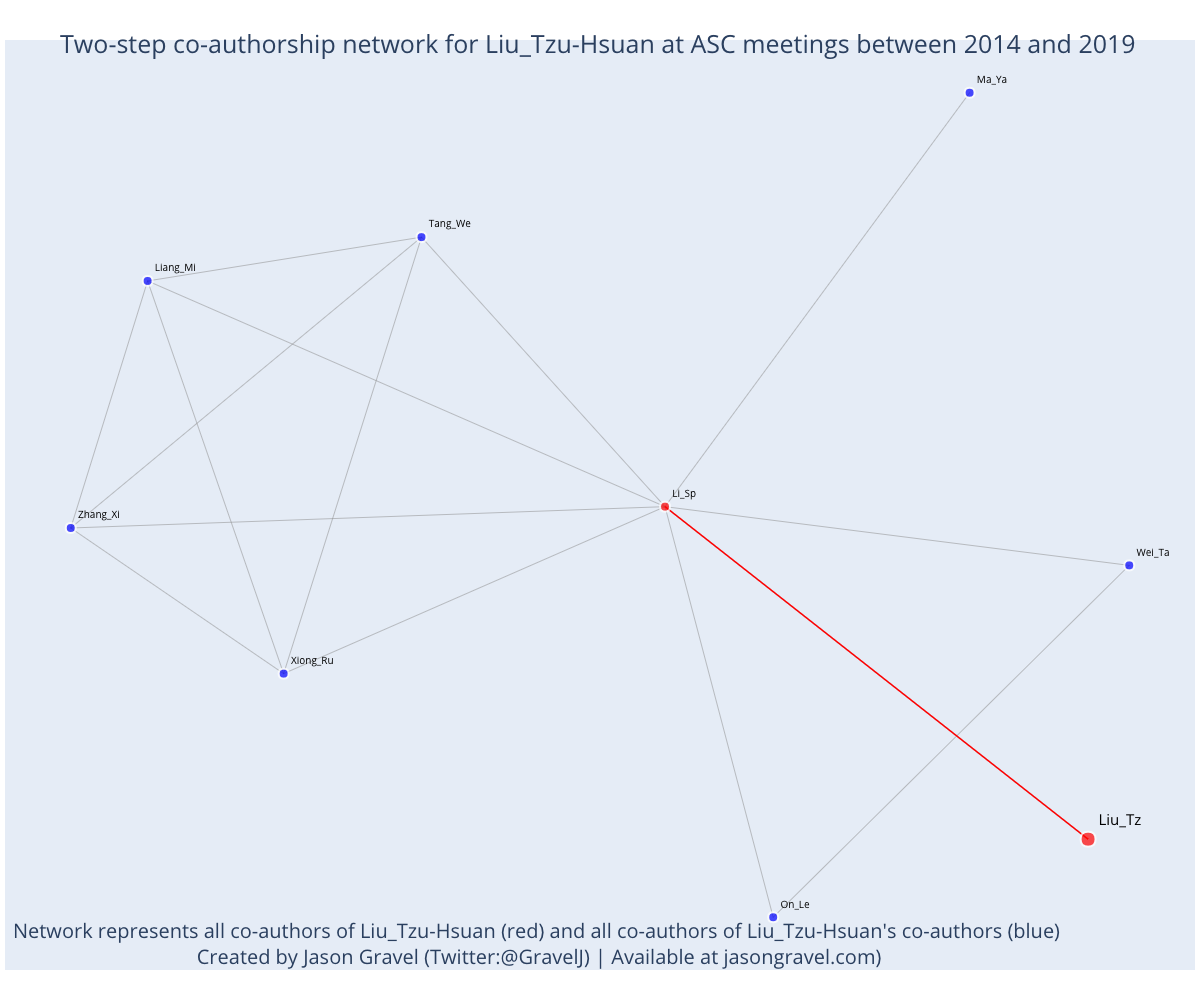 Two-step co-authorship network for Liu_Tzu-Hsuan at ASC meetings between 2014 and 2019
Ma_Ya
Tang_We
Liang_Mi
Li_Sp
Zhang_Xi
Wei_Ta
Xiong_Ru
Liu_Tz
On_Le
Network represents all co-authors of Liu_Tzu-Hsuan (red) and all co-authors of Liu_Tzu-Hsuan's co-authors (blue)
Created by Jason Gravel (Twitter:@GravelJ) | Available at jasongravel.com)